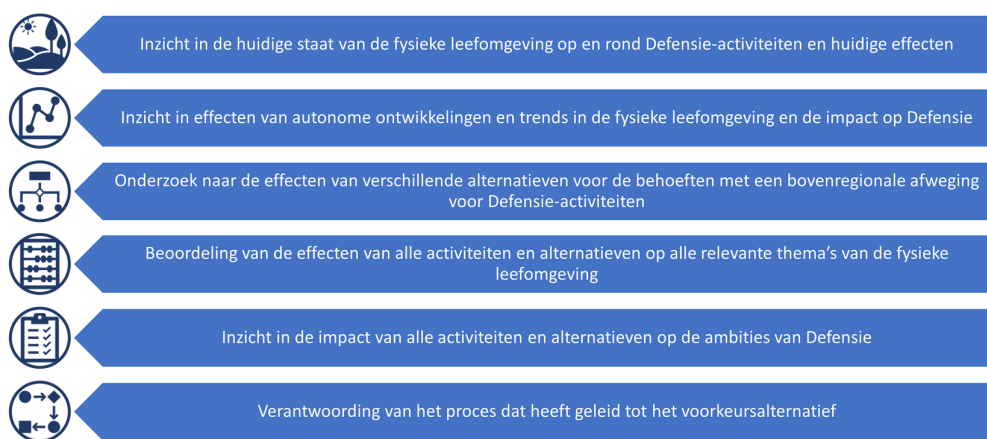 Inzicht in de huidige staat van de fysieke leefomgeving op en rond Defensie-activiteiten en huidige effecten
Inzicht in effecten van autonome ontwikkelingen en trends in de fysieke leefomgeving en de impact op Defensie
Onderzoek naar de effecten van verschillende alternatieven voor de behoeften met een bovenregionale afweging
voor Defensie-activiteiten
Beoordeling van de effecten van alle activiteiten en alternatieven op alle relevante thema's van de fysieke
leefomgeving
Inzicht in de impact van alle activiteiten en alternatieven op de ambities van Defensie
Verantwoording van het proces dat heeft geleid tot het voorkeursalternatief